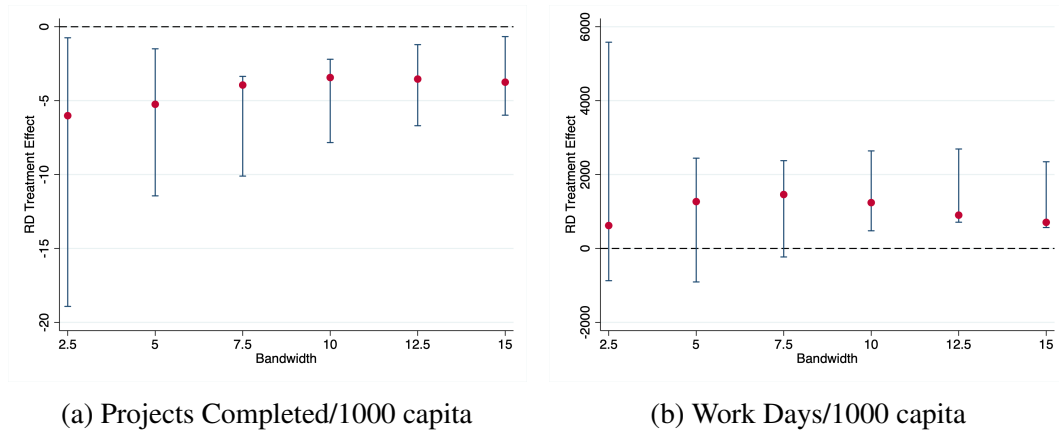 0
-5
-10
-15
-20
RD Treatment Effect
2.5 5 7.5 10 12.5 15
Bandwidth
(a) Projects Completed/1000 capita
6000
4000
2000
0
-2000
RD Treatment Effect
2.5 5 7.5 10 12.5 15
Bandwidth
(b) Work Days/1000 capita